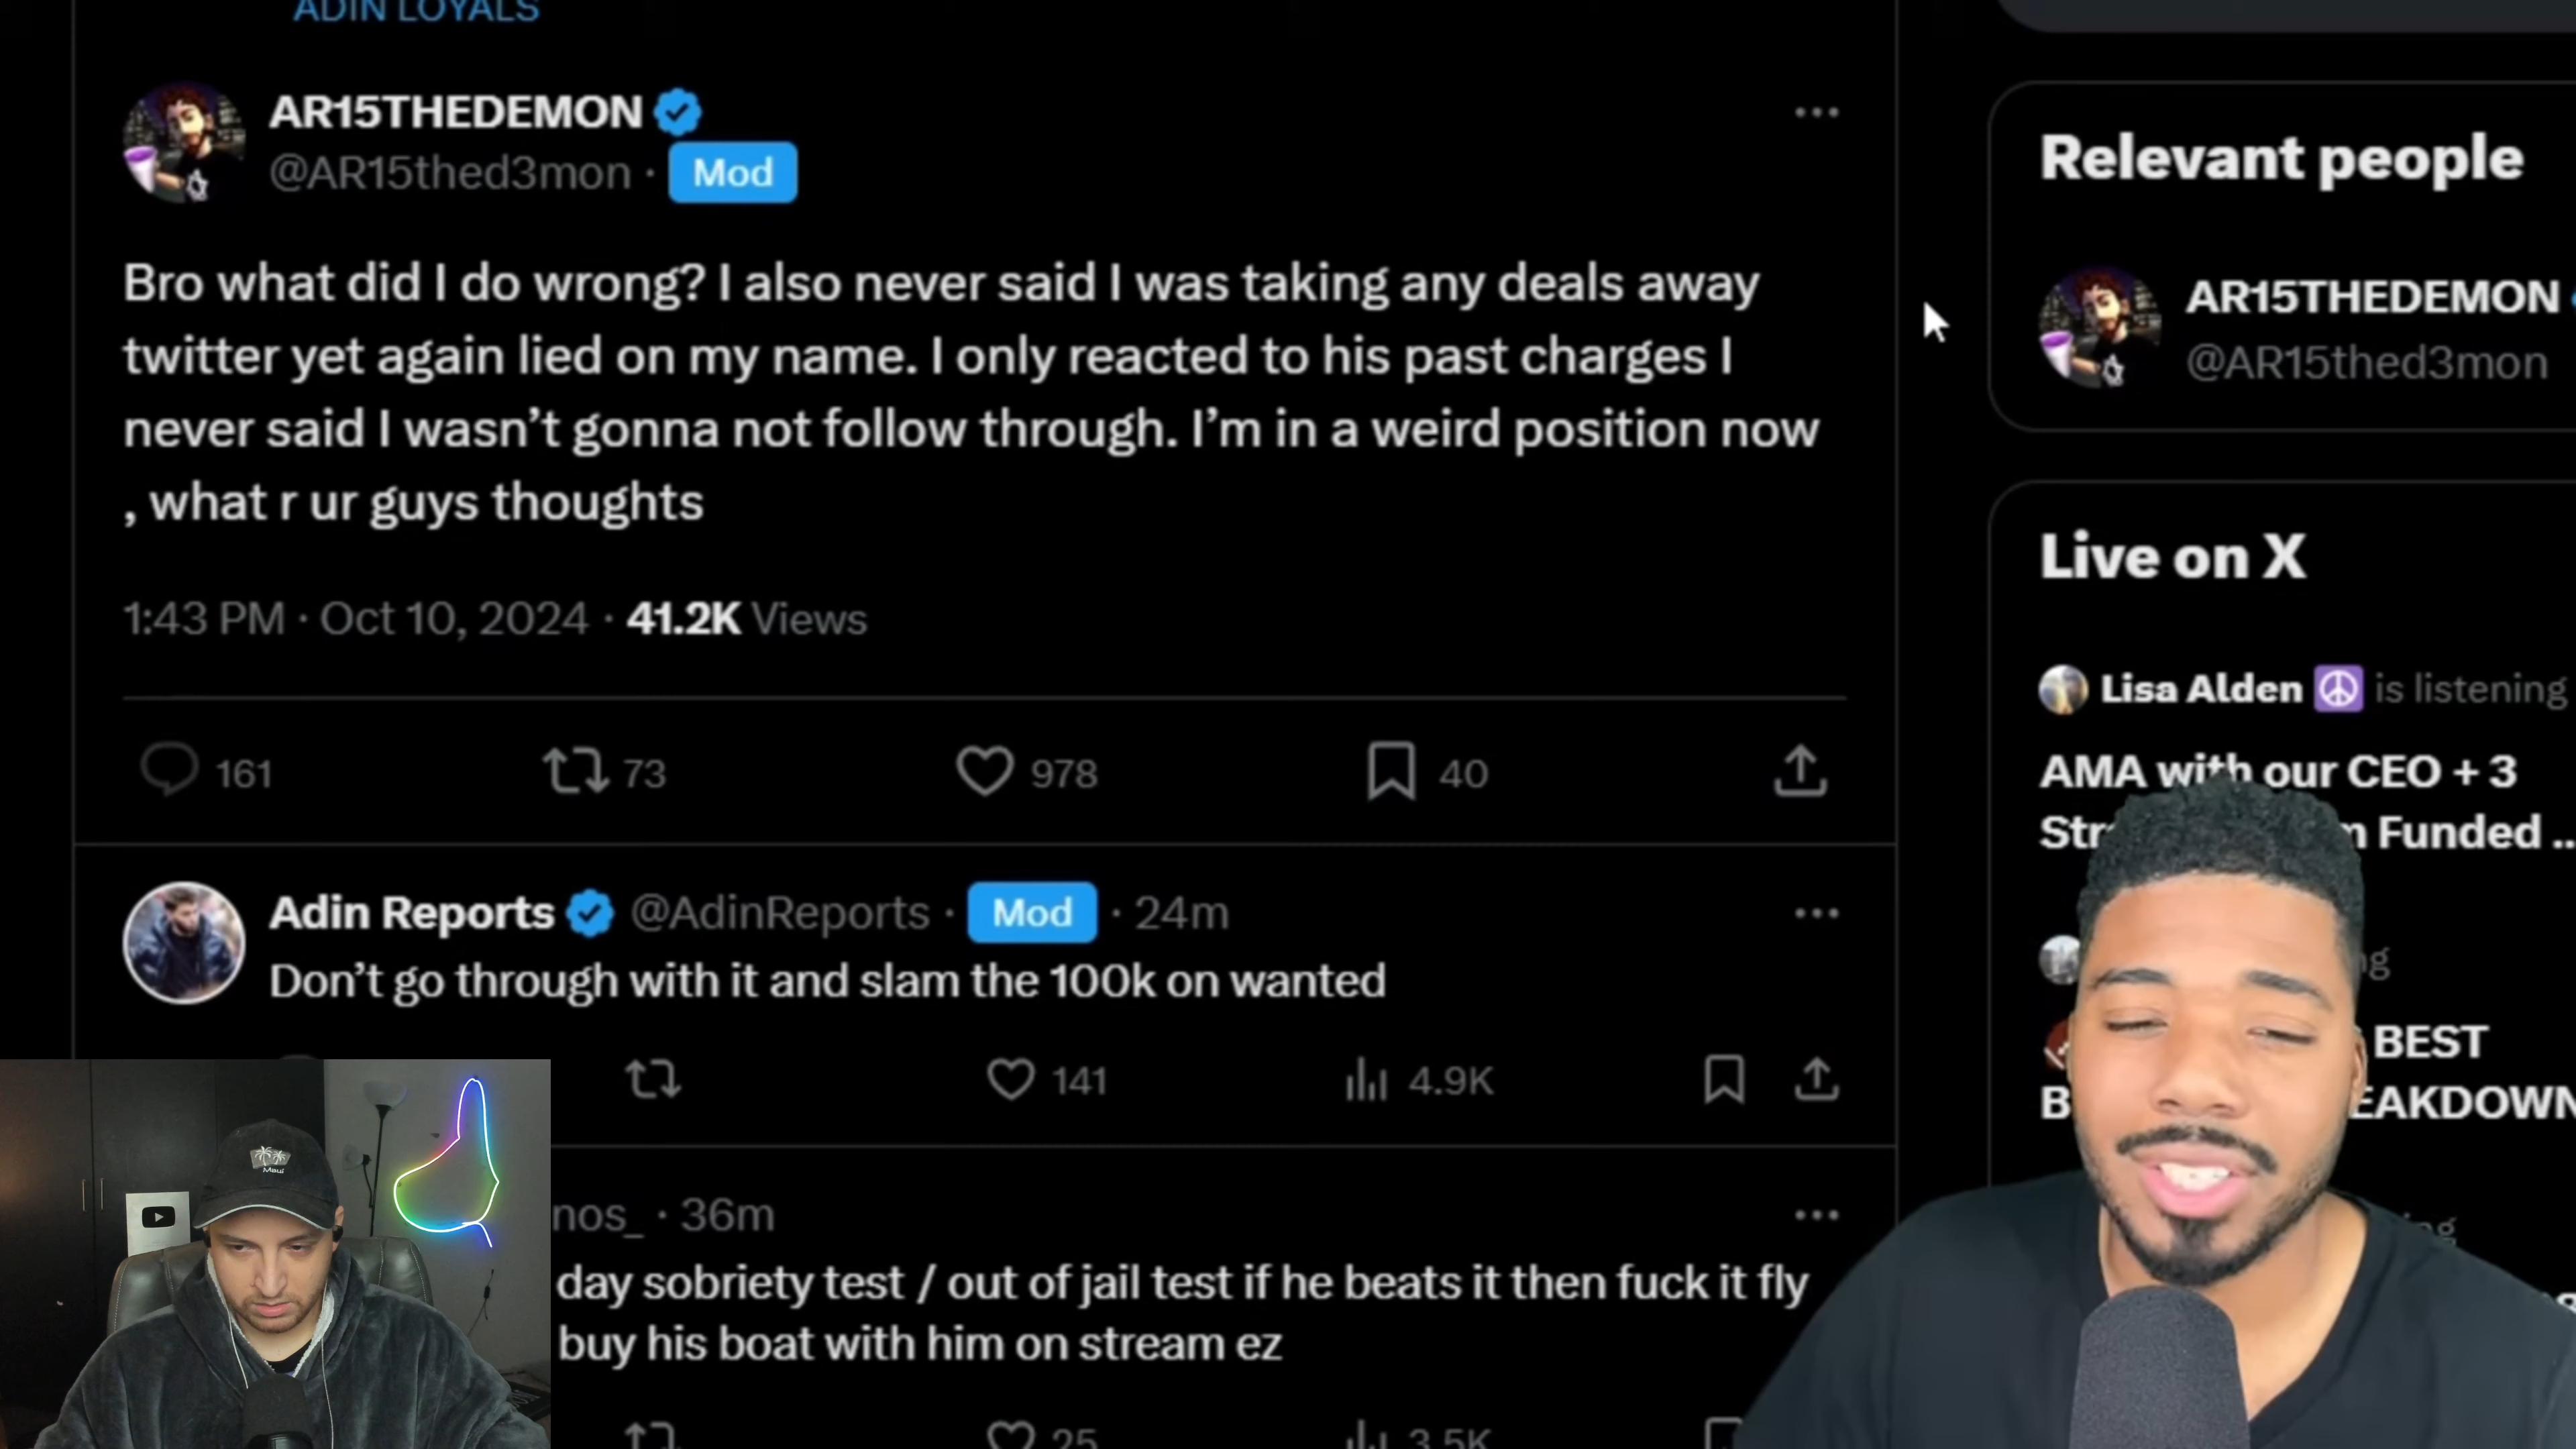 ADIN LOYALS
AR15THEDEMON
@AR15thed3mon · Mod
Bro what did I do wrong? I also never said I was taking any deals away
twitter yet again lied on my name. I only reacted to his past charges I
never said I wasn’t gonna not follow through. I’m in a weird position now
, what r ur guys thoughts
1:43 PM · Oct 10, 2024 · 41.2K Views
161 73 978 40
Adin Reports @AdinReports · Mod · 24m
Don’t go through with it and slam the 100k on wanted
141 4.9K
nos_ · 36m
day sobriety test / out of jail test if he beats it then fuck it fly
buy his boat with him on stream ez
25 3.5K
Relevant people
AR15THEDEMON
@AR15thed3mon
Live on X
Lisa Alden is listening
AMA with our CEO + 3
Funded ..
BEST
Maui